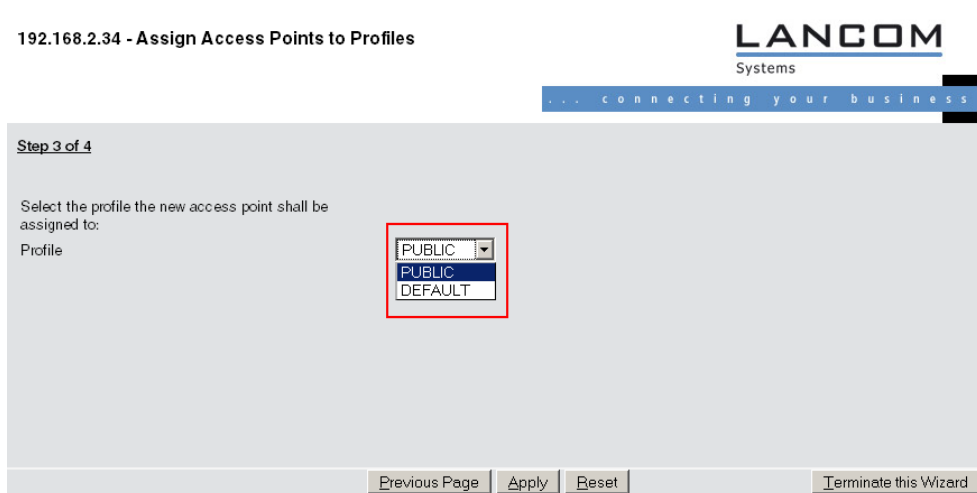 192.168.2.34 - Assign Access Points to Profiles
LANCOM
Systems
... connecting your business
Step 3 of 4
Select the profile the new access point shall be
assigned to:
Profile
PUBLIC
PUBLIC
DEFAULT
Previous Page
Apply
Reset
Terminate this Wizard